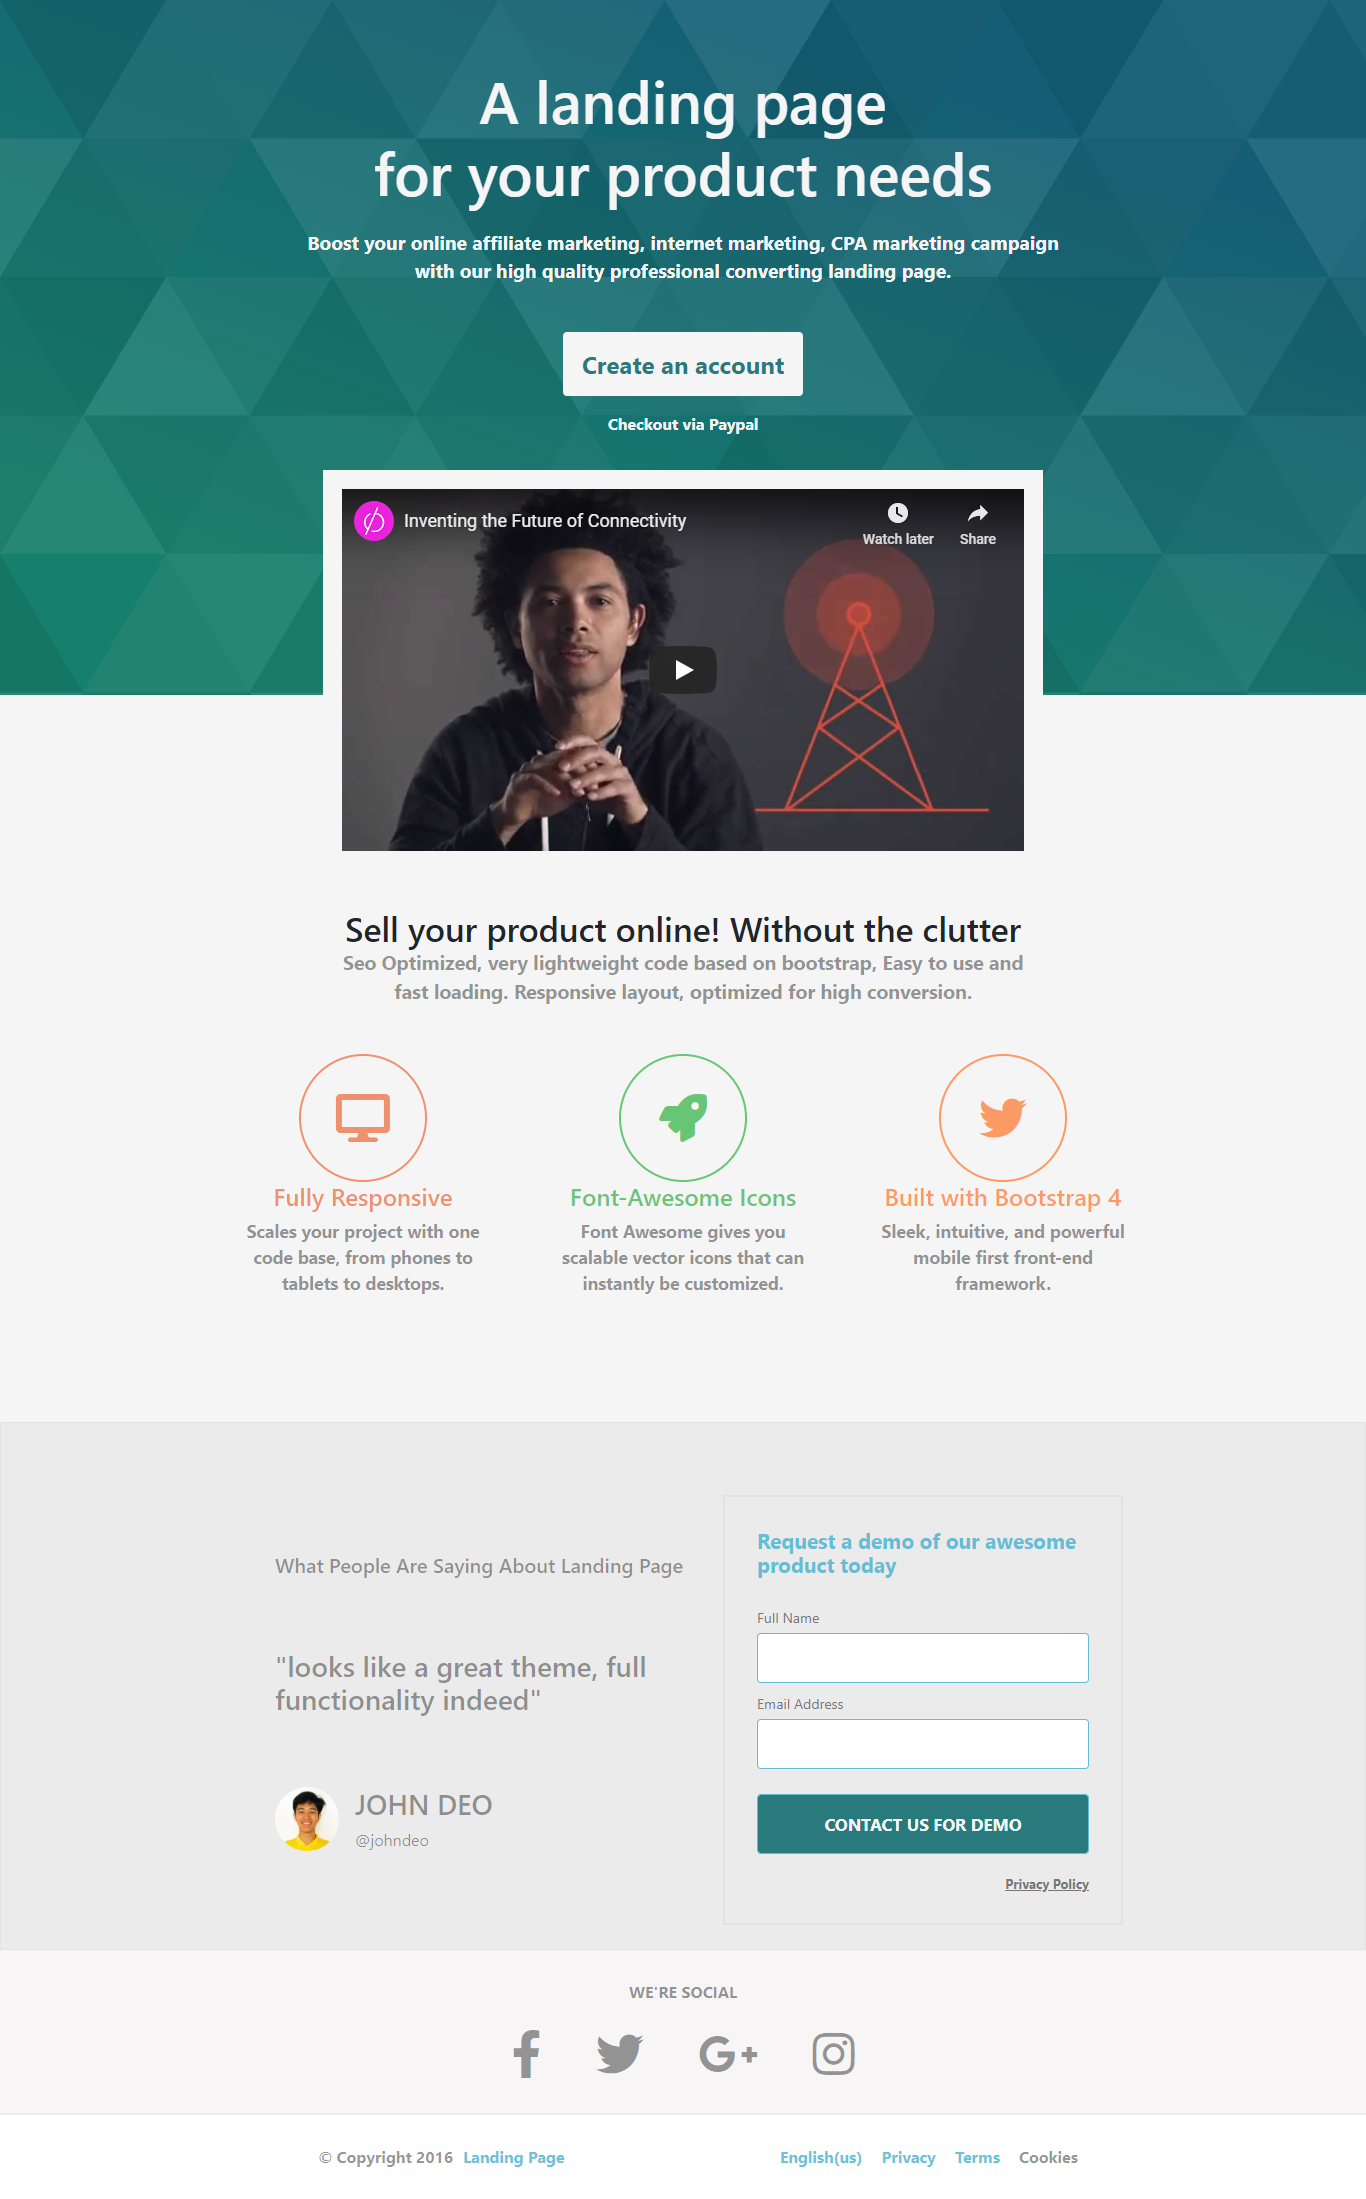 A landing page
for your product needs
Boost your online affiliate marketing, internet marketing, CPA marketing campaign
with our high quality professional converting landing page.
Create an account
Checkout via Paypal
Inventing the Future of Connectivity
Watch later
Share
Sell your product online! Without the clutter
Seo Optimized, very lightweight code based on bootstrap, Easy to use and
fast loading. Responsive layout, optimized for high conversion.
Fully Responsive
Scales your project with one
code base, from phones to
tablets to desktops.
Font-Awesome Icons
Font Awesome gives you
scalable vector icons that can
instantly be customized.
Built with Bootstrap 4
Sleek, intuitive, and powerful
mobile first front-end
framework.
What People Are Saying About Landing Page
"looks like a great theme, full
functionality indeed"
JOHN DEO
@johndeo
Request a demo of our awesome
product today
Full Name
Email Address
CONTACT US FOR DEMO
Privacy Policy
WE'RE SOCIAL
© Copyright 2016 Landing Page
English(us) Privacy Terms Cookies